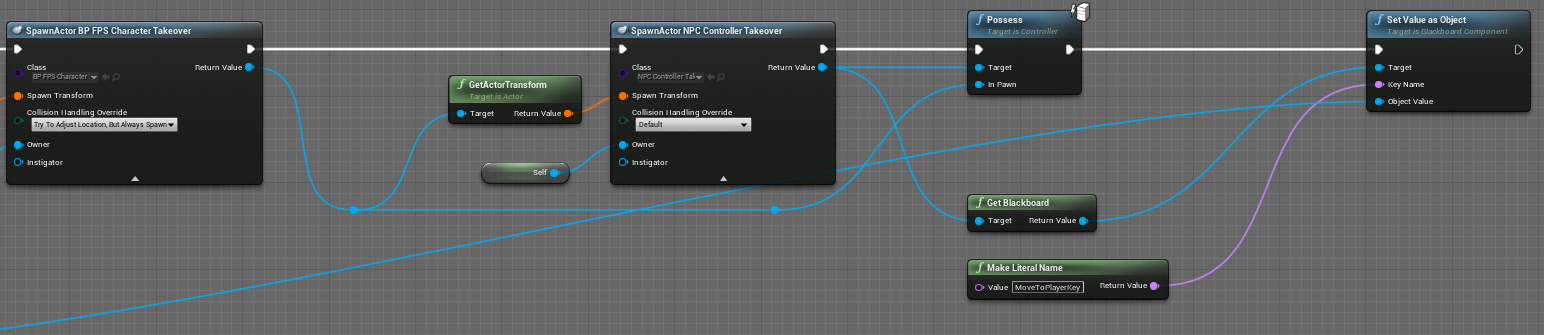 SpawnActor BP FPS Character Takeover
Class
BP FPS Character
Return Value
Spawn Transform
Collision Handling Override
Try To Adjust Location, But Always Spawn
Owner
Instigator
GetActorTransform
Target is Actor
Target
Return Value
Self
SpawnActor NPC Controller Takeover
Class
NPC Controller Tak
Return Value
Spawn Transform
Collision Handling Override
Default
Owner
Instigator
Possess
Target is Controller
Target
In Pawn
Get Blackboard
Target
Return Value
Make Literal Name
Value
MoveToPlayerKey
Return Value
Set Value as Object
Target is Blackboard Component
Target
Key Name
Object Value